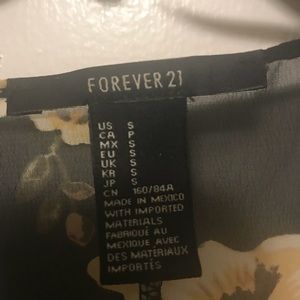 FOREVER 21
US S
CA P
MX S
EU S
UK S
KR S
JP S
CN 160/84A
MADE IN MEXICO
WITH IMPORTED
MATERIALS
FABRIQUÉ AU
MEXIQUE AVEC
DES MATERIAUX
IMPORTÉS